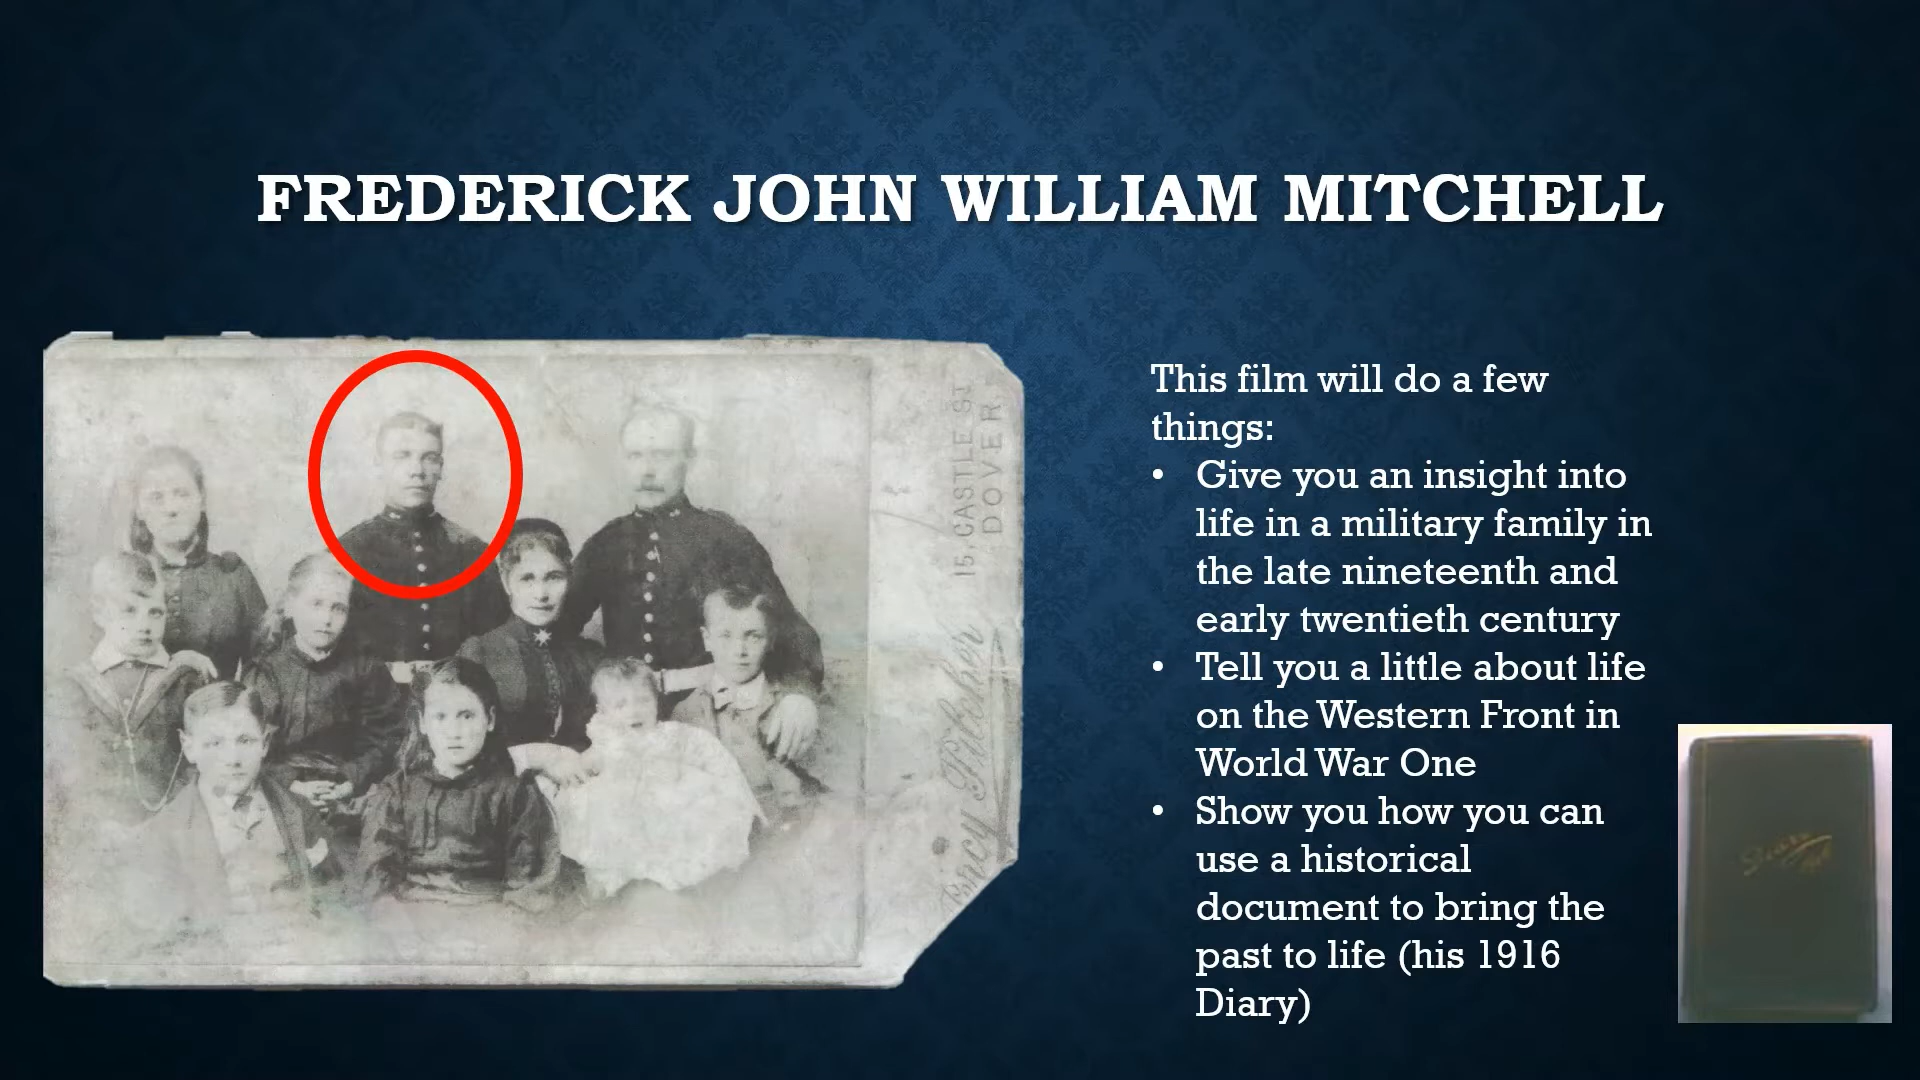 FREDERICK JOHN WILLIAM MITCHELL
15, CASTLE ST
DOVER
Pilcher
This film will do a few
things:
• Give you an insight into
life in a military family in
the late nineteenth and
early twentieth century
• Tell you a little about life
on the Western Front in
World War One
• Show you how you can
use a historical
document to bring the
past to life (his 1916
Diary)
Diary